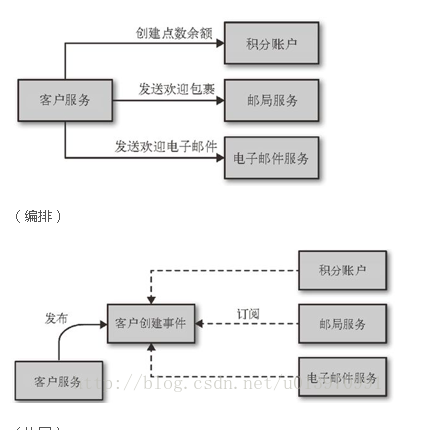 创建点数余额
积分账户
客户服务
发送欢迎包裹
邮局服务
发送欢迎电子邮件
电子邮件服务
（编排）
积分账户
发布
客户创建事件
订阅
邮局服务
客户服务
电子邮件服务
http://blog.csdn.net/u0